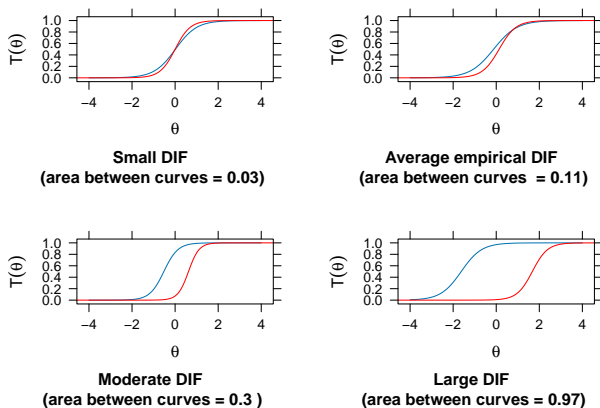 T(θ)
1.0
0.8
0.6
0.4
0.2
0.0
−4 −2 0 2 4
θ
Small DIF
(area between curves = 0.03)
T(θ)
1.0
0.8
0.6
0.4
0.2
0.0
−4 −2 0 2 4
θ
Average empirical DIF
(area between curves  = 0.11)
T(θ)
1.0
0.8
0.6
0.4
0.2
0.0
−4 −2 0 2 4
θ
Moderate DIF
(area between curves = 0.3 )
T(θ)
1.0
0.8
0.6
0.4
0.2
0.0
−4 −2 0 2 4
θ
Large DIF
(area between curves = 0.97)